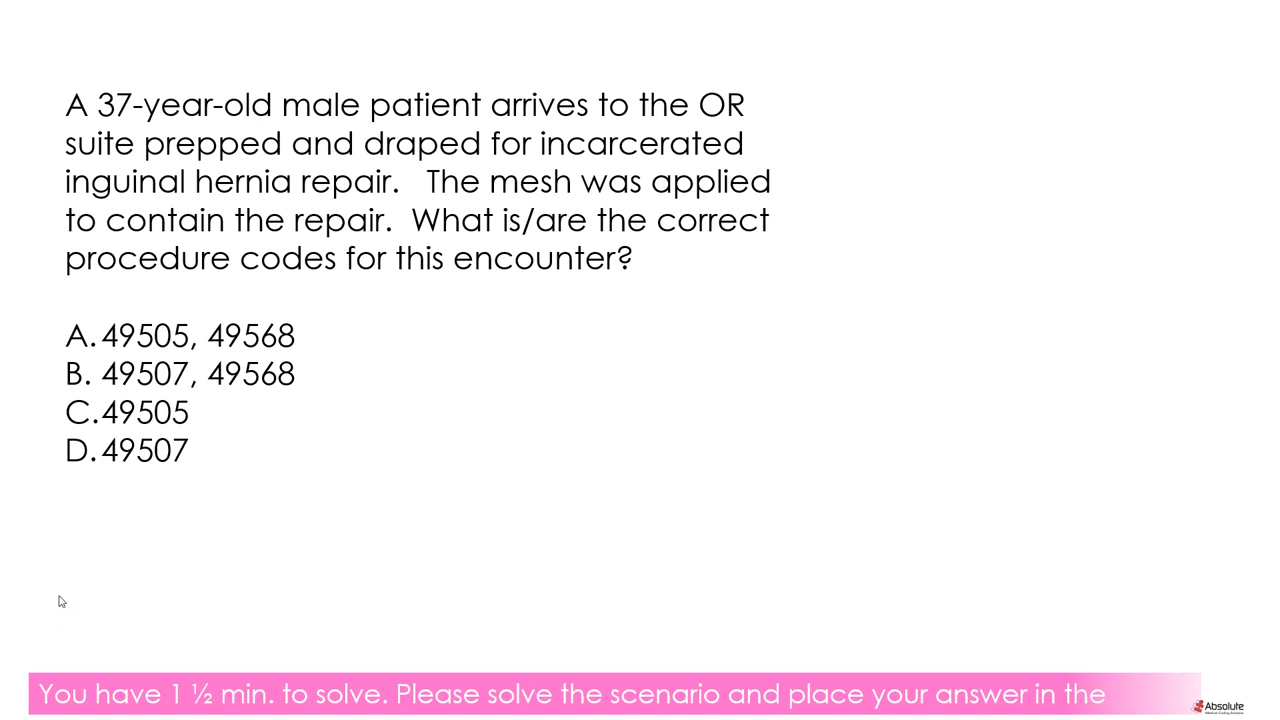 A 37-year-old male patient arrives to the OR
suite prepped and draped for incarcerated
inguinal hernia repair. The mesh was applied
to contain the repair. What is/are the correct
procedure codes for this encounter?
A. 49505, 49568
B. 49507, 49568
C. 49505
D. 49507
You have 1 ½ min. to solve. Please solve the scenario and place your answer in the
Absolute
Medical Coding Solutions